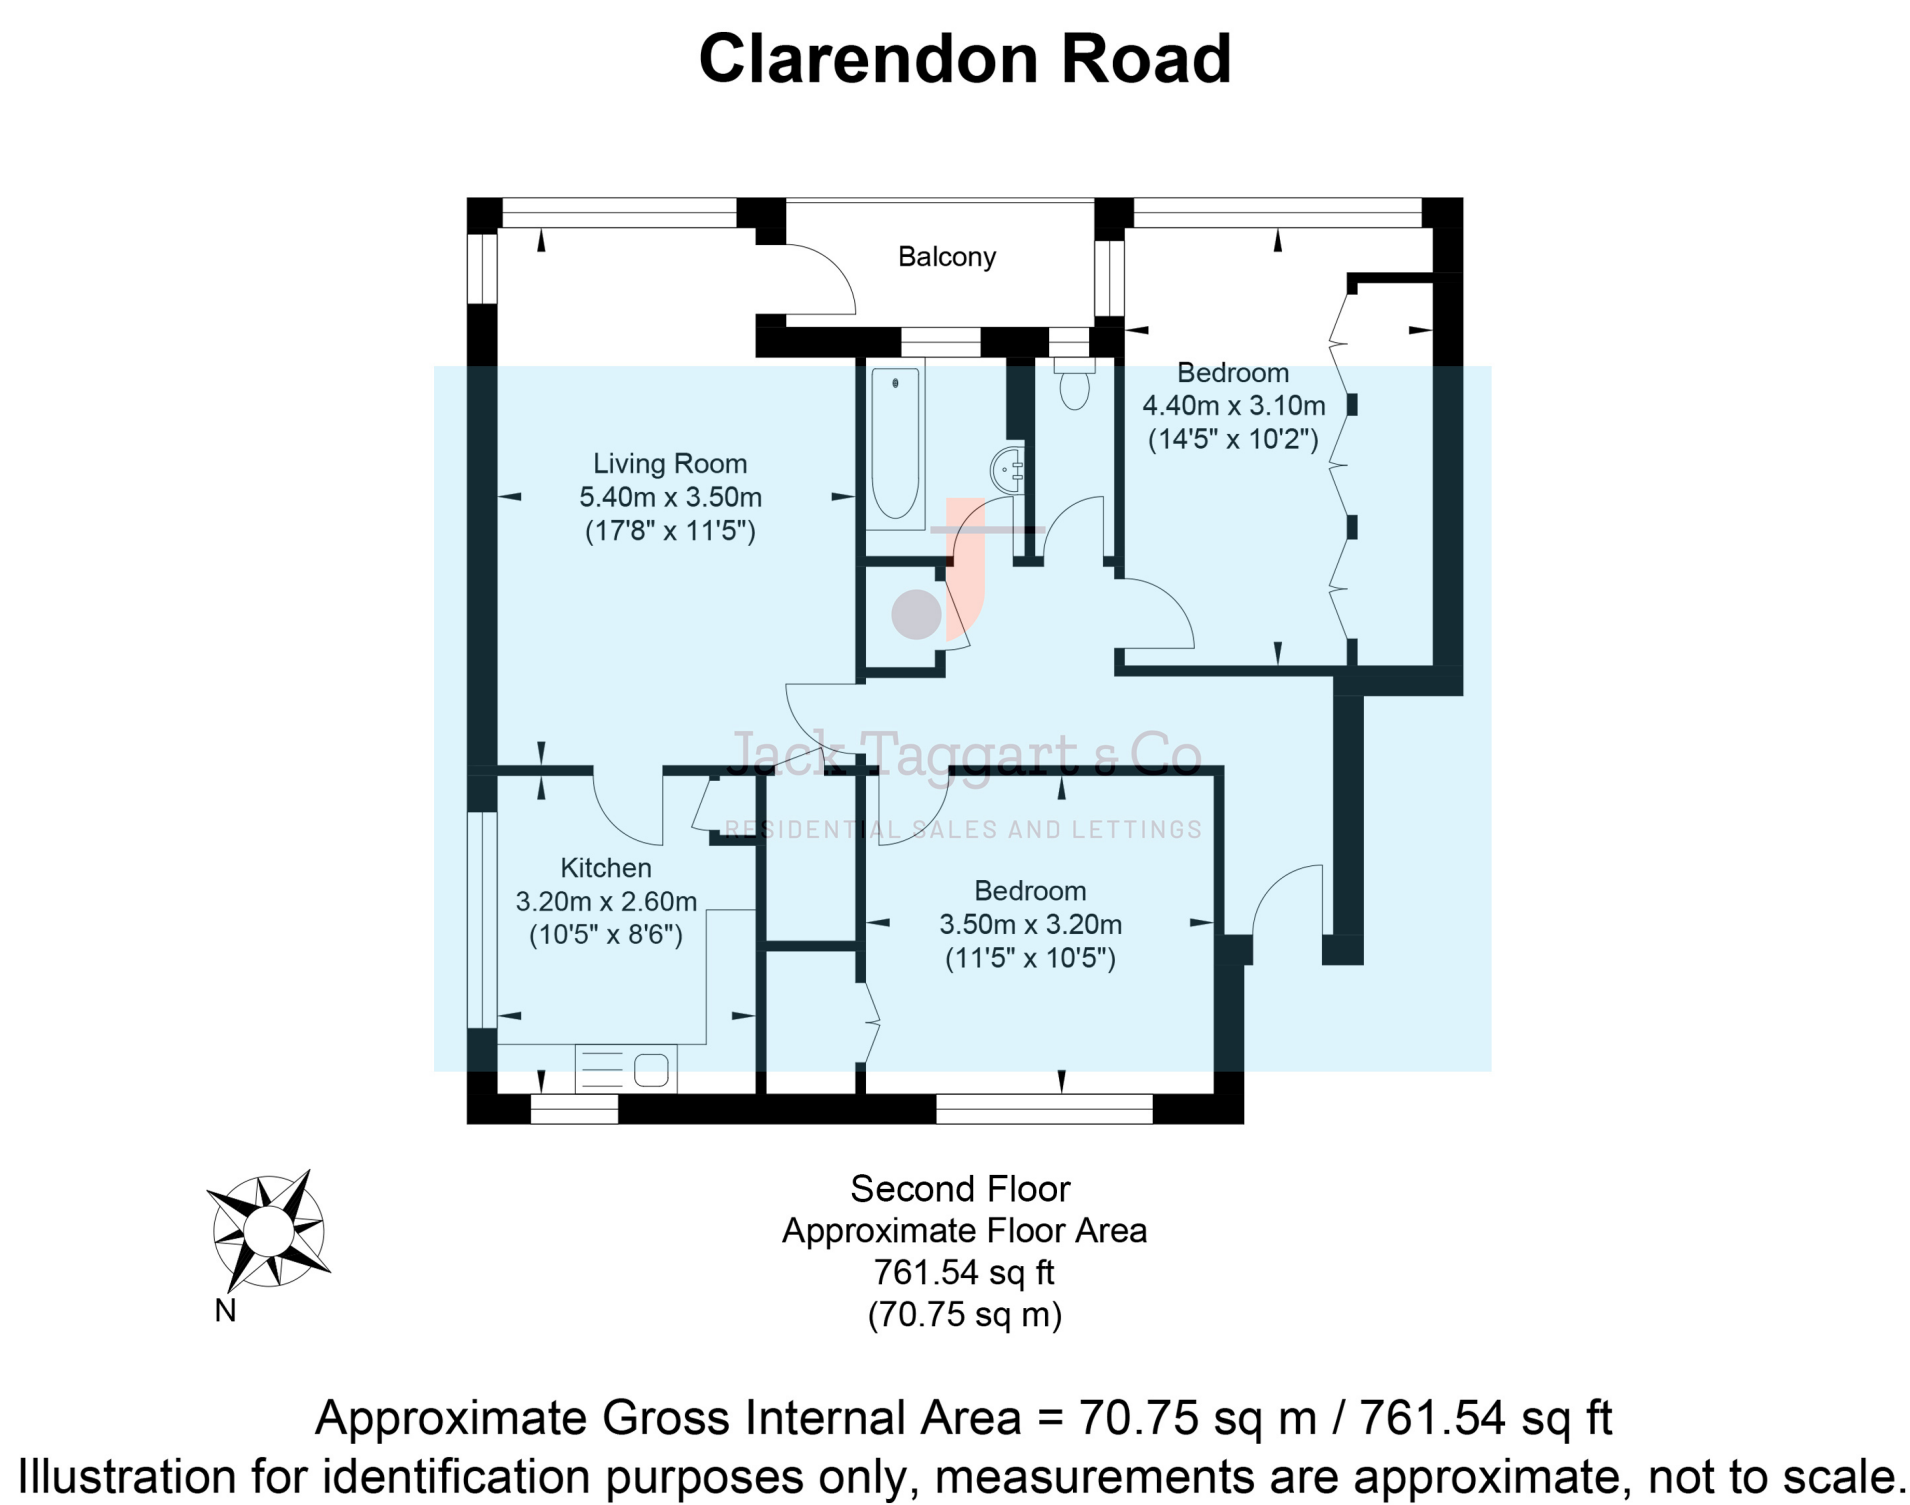 Clarendon Road
Balcony
Bedroom
4.40m x 3.10m
(14'5" x 10'2")
Living Room
5.40m x 3.50m
(17'8" x 11'5")
Jack Taggart & Co
RESIDENTIAL SALES AND LETTINGS
Kitchen
3.20m x 2.60m
(10'5" x 8'6")
Bedroom
3.50m x 3.20m
(11'5" x 10'5")
N
Second Floor
Approximate Floor Area
761.54 sq ft
(70.75 sq m)
Approximate Gross Internal Area = 70.75 sq m / 761.54 sq ft
Illustration for identification purposes only, measurements are approximate, not to scale.